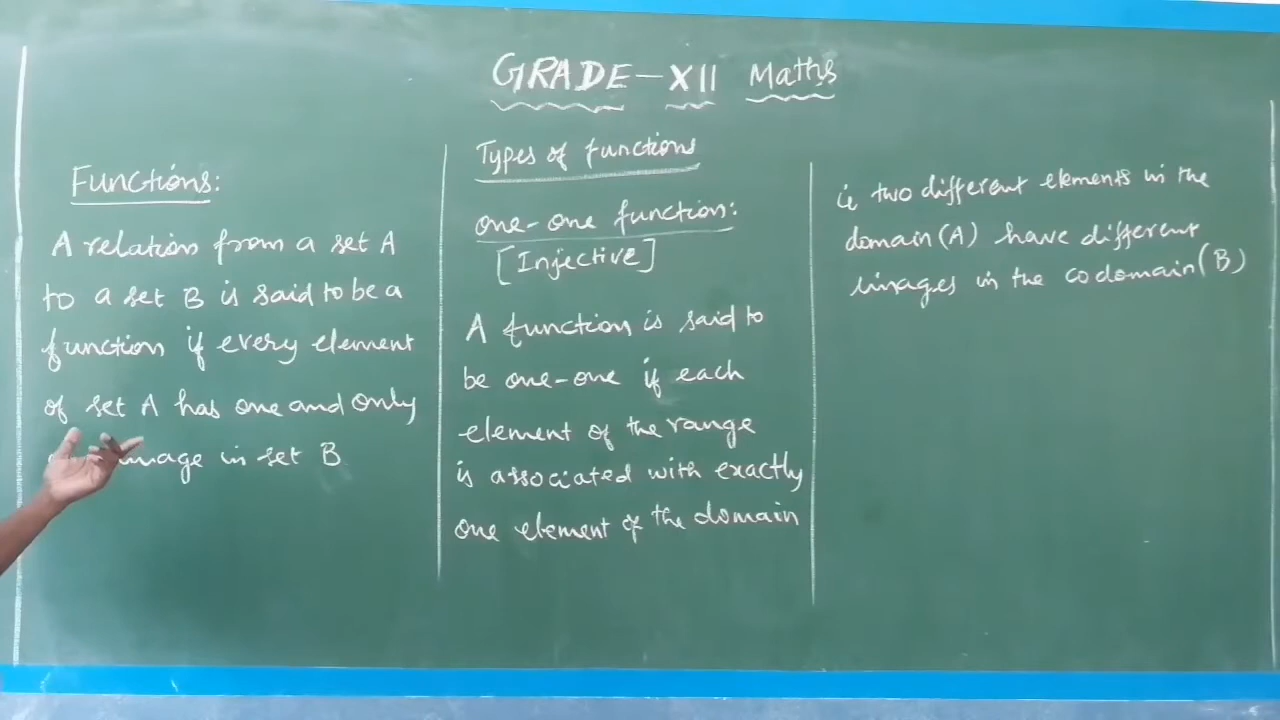 GRADE-XII Maths
Functions:
A relation from a set A
to a set B is said to be a
function if every element
of set A has one and only
image in set B
Types of functions
one-one function:
[Injective]
A function is said to
be one-one if each
element of the range
is associated with exactly
one element of the domain
ie two different elements in the
domain(A) have different
images in the codomain(B)